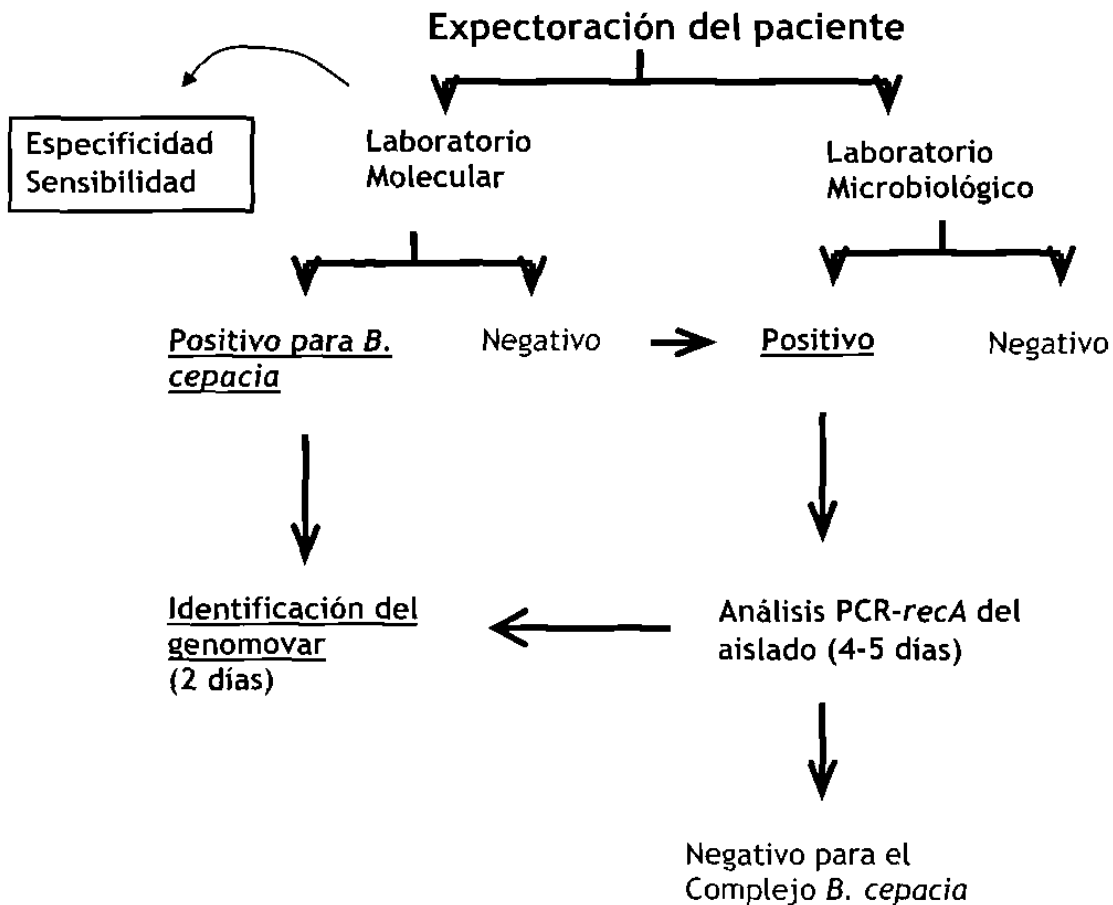 Expectoración del paciente
Especificidad
Sensibilidad
Laboratorio
Molecular
Laboratorio
Microbiológico
Positivo para B.
cepacia
Negativo
Positivo
Negativo
Identificación del
genomovar
(2 días)
Análisis PCR-recA del
aislado (4-5 días)
Negativo para el
Complejo B. cepacia